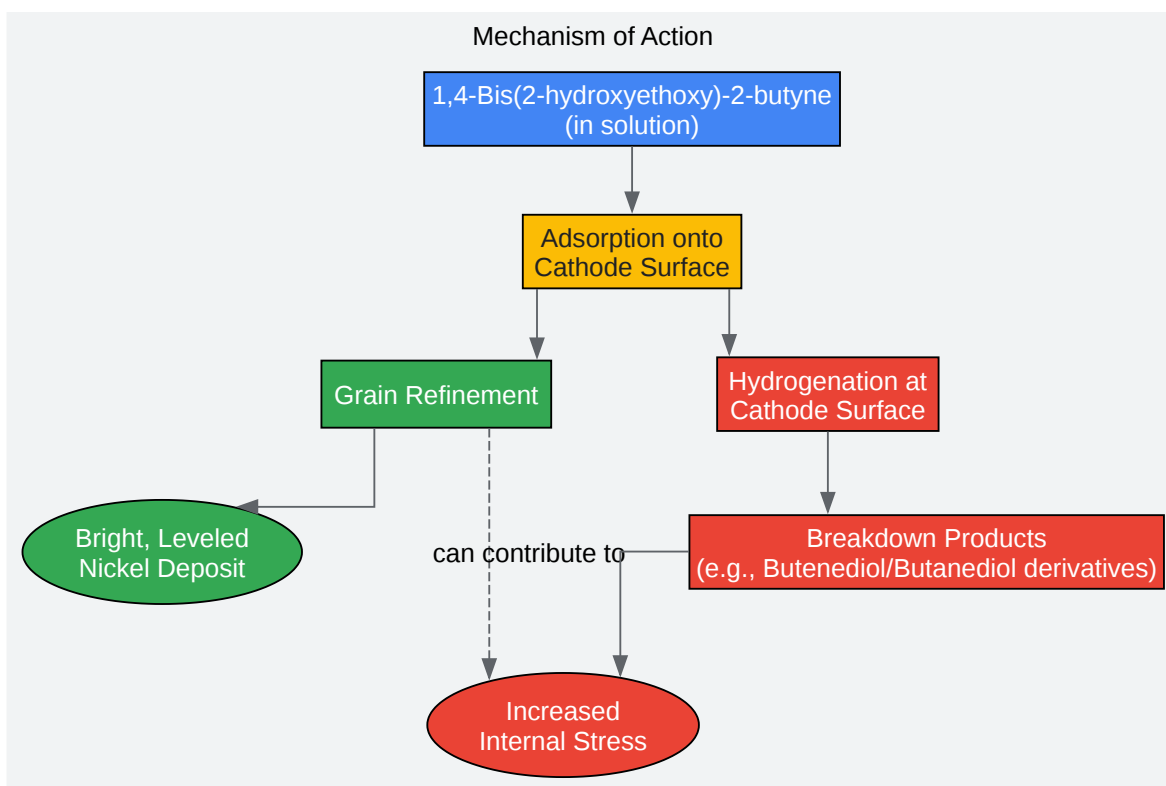 Mechanism of Action
1,4-Bis(2-hydroxyethoxy)-2-butyne
(in solution)
Adsorption onto
Cathode Surface
Grain Refinement
Hydrogenation at
Cathode Surface
Bright, Leveled
Nickel Deposit
can contribute to
Breakdown Products
(e.g., Butenediol/Butanediol derivatives)
Increased
Internal Stress